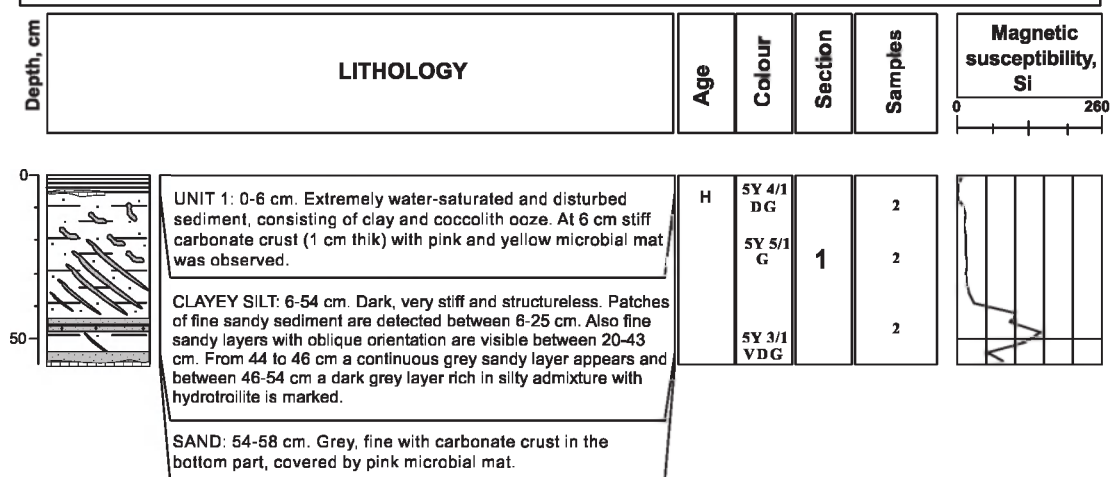 Depth, cm
LITHOLOGY
Age
Colour
Section
Samples
Magnetic
susceptibility,
Si
0 260
0
50
UNIT 1: 0-6 cm. Extremely water-saturated and disturbed
sediment, consisting of clay and coccolith ooze. At 6 cm stiff
carbonate crust (1 cm thik) with pink and yellow microbial mat
was observed.
CLAYEY SILT: 6-54 cm. Dark, very stiff and structureless. Patches
of fine sandy sediment are detected between 6-25 cm. Also fine
sandy layers with oblique orientation are visible between 20-43
cm. From 44 to 46 cm a continuous grey sandy layer appears and
between 46-54 cm a dark grey layer rich in silty admixture with
hydrotroilite is marked.
SAND: 54-58 cm. Grey, fine with carbonate crust in the
bottom part, covered by pink microbial mat.
H
5Y 4/1
DG
5Y 5/1
G
5Y 3/1
VDG
1
2
2
2